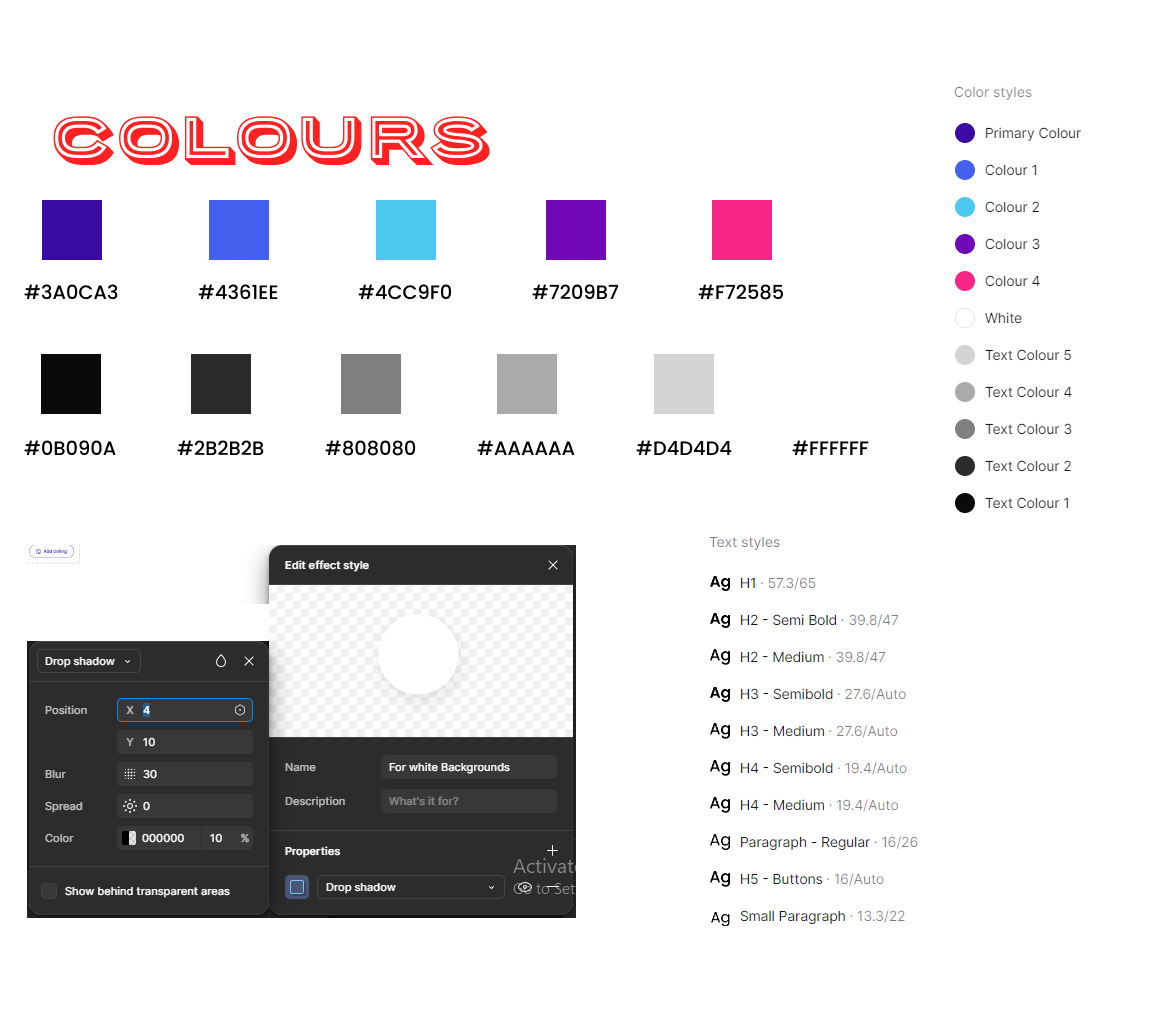 COLOURS
#3A0CA3 #4361EE #4CC9F0 #7209B7 #F72585
#0B090A #2B2B2B #808080 #AAAAAA #D4D4D4 #FFFFFF
Color styles
Primary Colour
Colour 1
Colour 2
Colour 3
Colour 4
White
Text Colour 5
Text Colour 4
Text Colour 3
Text Colour 2
Text Colour 1
Add Listing
Drop shadow
Position X 4
Y 10
Blur 30
Spread 0
Color 000000 10 %
Show behind transparent areas
Edit effect style
Name For white Backgrounds
Description What's it for?
Properties
Activate
Drop shadow
Go to Set
Text styles
Ag H1 · 57.3/65
Ag H2 - Semi Bold · 39.8/47
Ag H2 - Medium · 39.8/47
Ag H3 - Semibold · 27.6/Auto
Ag H3 - Medium · 27.6/Auto
Ag H4 - Semibold · 19.4/Auto
Ag H4 - Medium · 19.4/Auto
Ag Paragraph - Regular · 16/26
Ag H5 - Buttons · 16/Auto
Ag Small Paragraph · 13.3/22